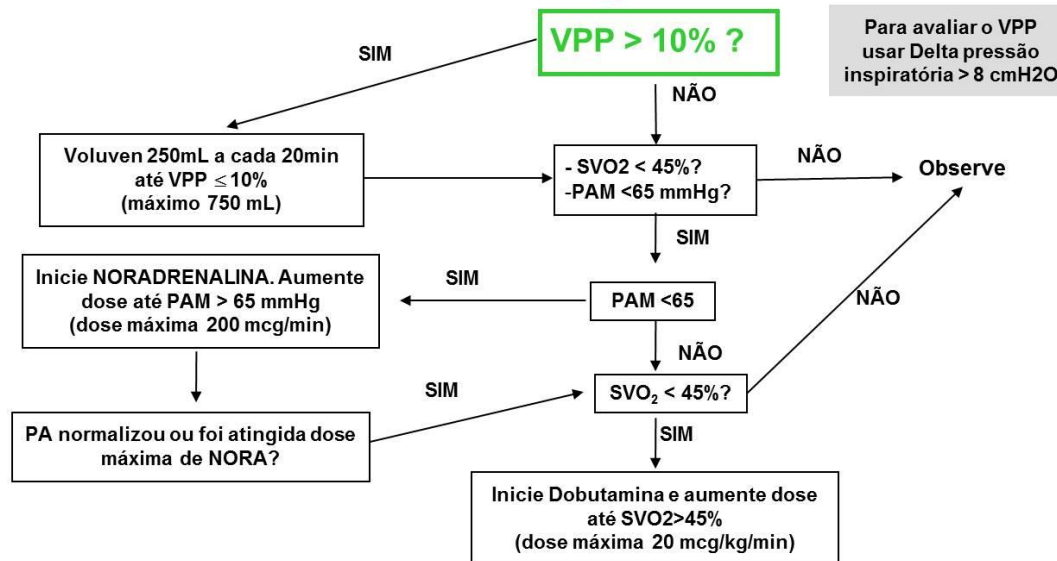 VPP > 10% ?
Para avaliar o VPP
usar Delta pressão
inspiratória > 8 cmH2O
SIM
NÃO
Voluven 250mL a cada 20min
até VPP ≤ 10%
(máximo 750 mL)
- SVO2 < 45%?
-PAM <65 mmHg?
NÃO
Observe
SIM
Inicie NORADRENALINA. Aumente
dose até PAM > 65 mmHg
(dose máxima 200 mcg/min)
SIM
PAM <65
NÃO
NÃO
SIM
SVO₂ < 45%?
PA normalizou ou foi atingida dose
máxima de NORA?
SIM
Inicie Dobutamina e aumente dose
até SVO2>45%
(dose máxima 20 mcg/kg/min)